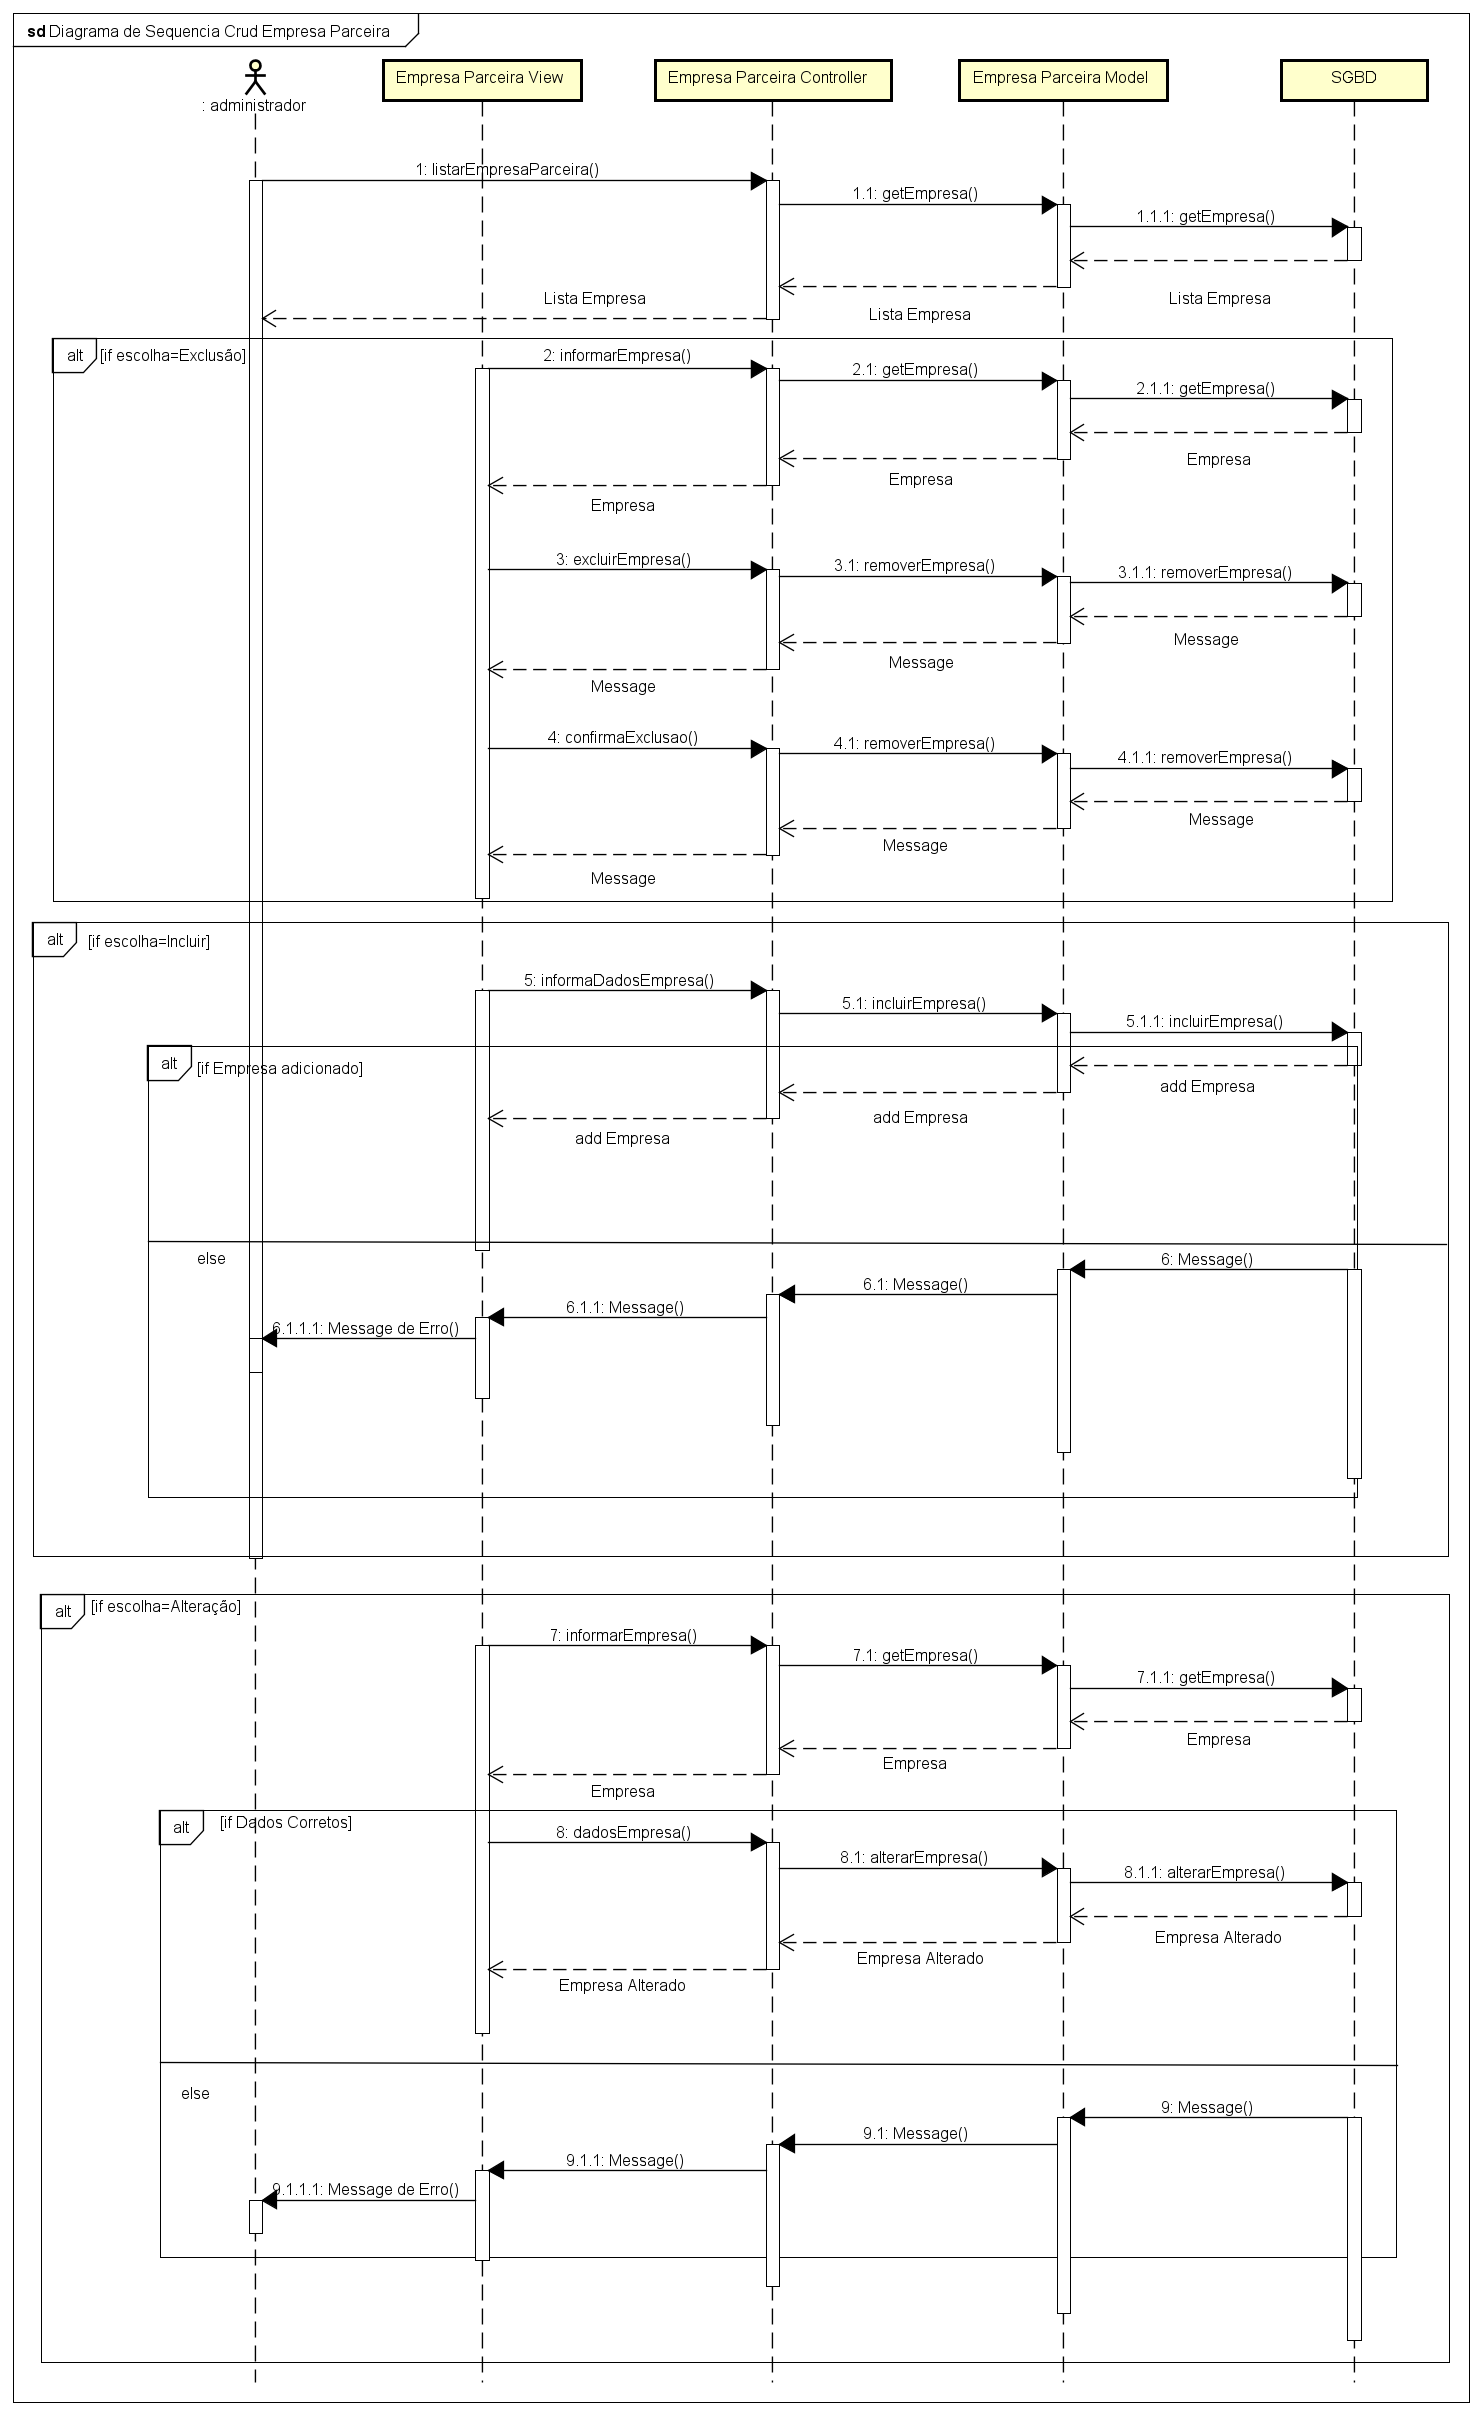 sd Diagrama de Sequencia Crud Empresa Parceira
: administrador
Empresa Parceira View
Empresa Parceira Controller
Empresa Parceira Model
SGBD
1: listarEmpresaParceira()
1.1: getEmpresa()
1.1.1: getEmpresa()
Lista Empresa
Lista Empresa
Lista Empresa
alt [if escolha=Exclusão]
2: informarEmpresa()
2.1: getEmpresa()
2.1.1: getEmpresa()
Empresa
Empresa
Empresa
3: excluirEmpresa()
3.1: removerEmpresa()
3.1.1: removerEmpresa()
Message
Message
Message
4: confirmaExclusao()
4.1: removerEmpresa()
4.1.1: removerEmpresa()
Message
Message
Message
alt [if escolha=Incluir]
5: informaDadosEmpresa()
5.1: incluirEmpresa()
5.1.1: incluirEmpresa()
alt [if Empresa adicionado]
add Empresa
add Empresa
add Empresa
else
6: Message()
6.1: Message()
6.1.1: Message()
6.1.1.1: Message de Erro()
alt [if escolha=Alteração]
7: informarEmpresa()
7.1: getEmpresa()
7.1.1: getEmpresa()
Empresa
Empresa
Empresa
alt [if Dados Corretos]
8: dadosEmpresa()
8.1: alterarEmpresa()
8.1.1: alterarEmpresa()
Empresa Alterado
Empresa Alterado
Empresa Alterado
else
9: Message()
9.1: Message()
9.1.1: Message()
9.1.1.1: Message de Erro()